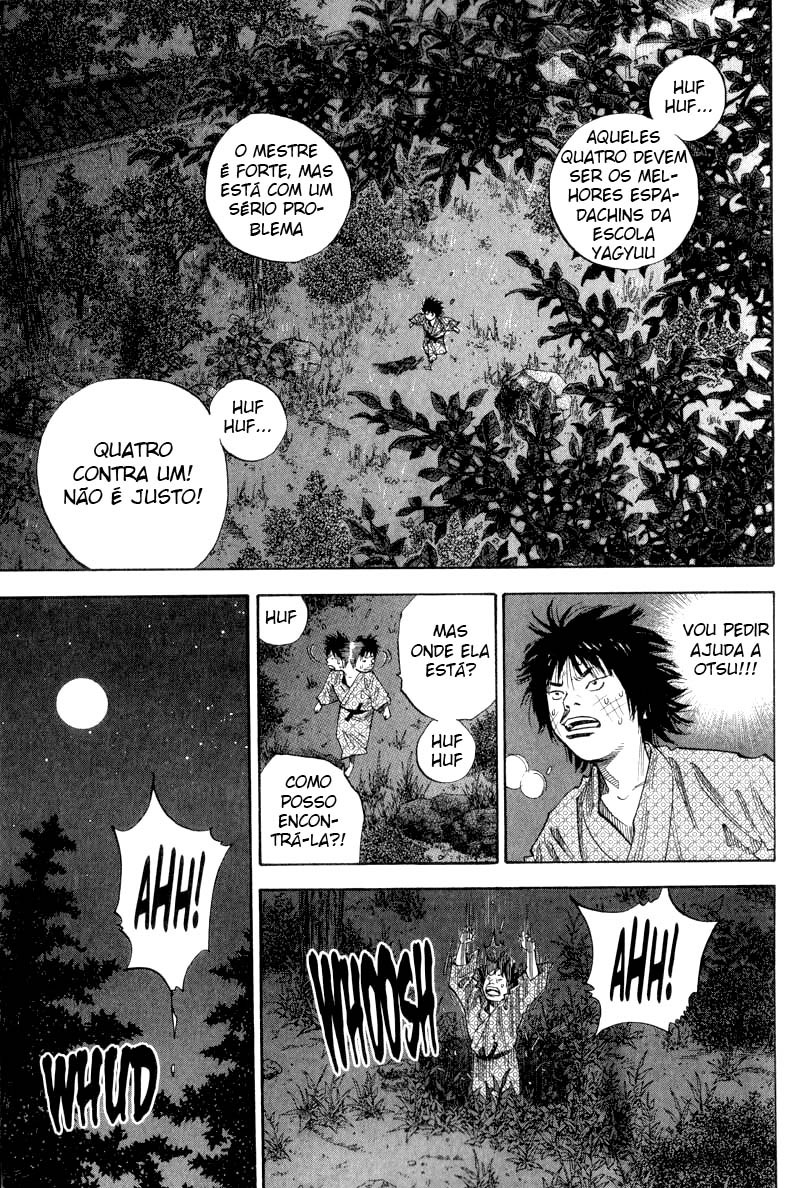 HUF
HUF...
AQUELES
QUATRO DEVEM
SER OS MEL-
HORES ESPA-
DACHINS DA
ESCOLA
YAGYUU
O MESTRE
É FORTE, MAS
ESTÁ COM UM
SÉRIO PRO-
BLEMA
HUF
HUF...
QUATRO
CONTRA UM!
NÃO É JUSTO!
VOU PEDIR
AJUDA A
OTSU!!!
MAS
ONDE ELA
ESTÁ?
HUF
HUF
HUF
COMO
POSSO
ENCON-
TRÁ-LA?!
AHH!
WHOOSH
AHH!
WHUD